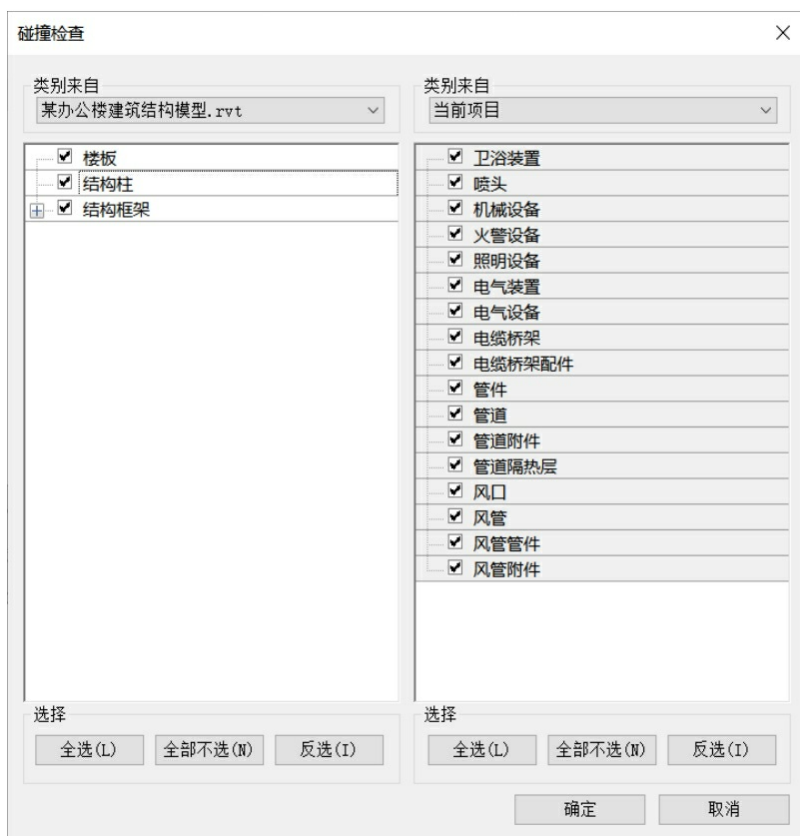 碰撞检查
类别来自
某办公楼建筑结构模型.rvt
楼板
结构柱
结构框架
选择
全选(L)
全部不选(N)
反选(I)
类别来自
当前项目
卫浴装置
喷头
机械设备
火警设备
照明设备
电气装置
电气设备
电缆桥架
电缆桥架配件
管件
管道
管道附件
管道隔热层
风口
风管
风管管件
风管附件
选择
全选(L)
全部不选(N)
反选(I)
确定
取消